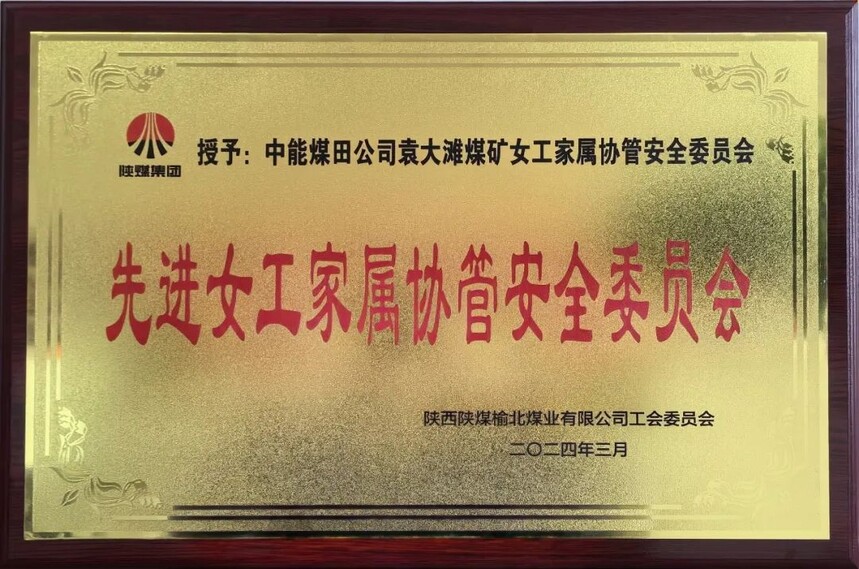 陕煤集团
授予：中能煤田公司袁大滩煤矿女工家属协管安全委员会
先进女工家属协管安全委员会
陕西陕煤榆北煤业有限公司工会委员会
二〇二四年三月